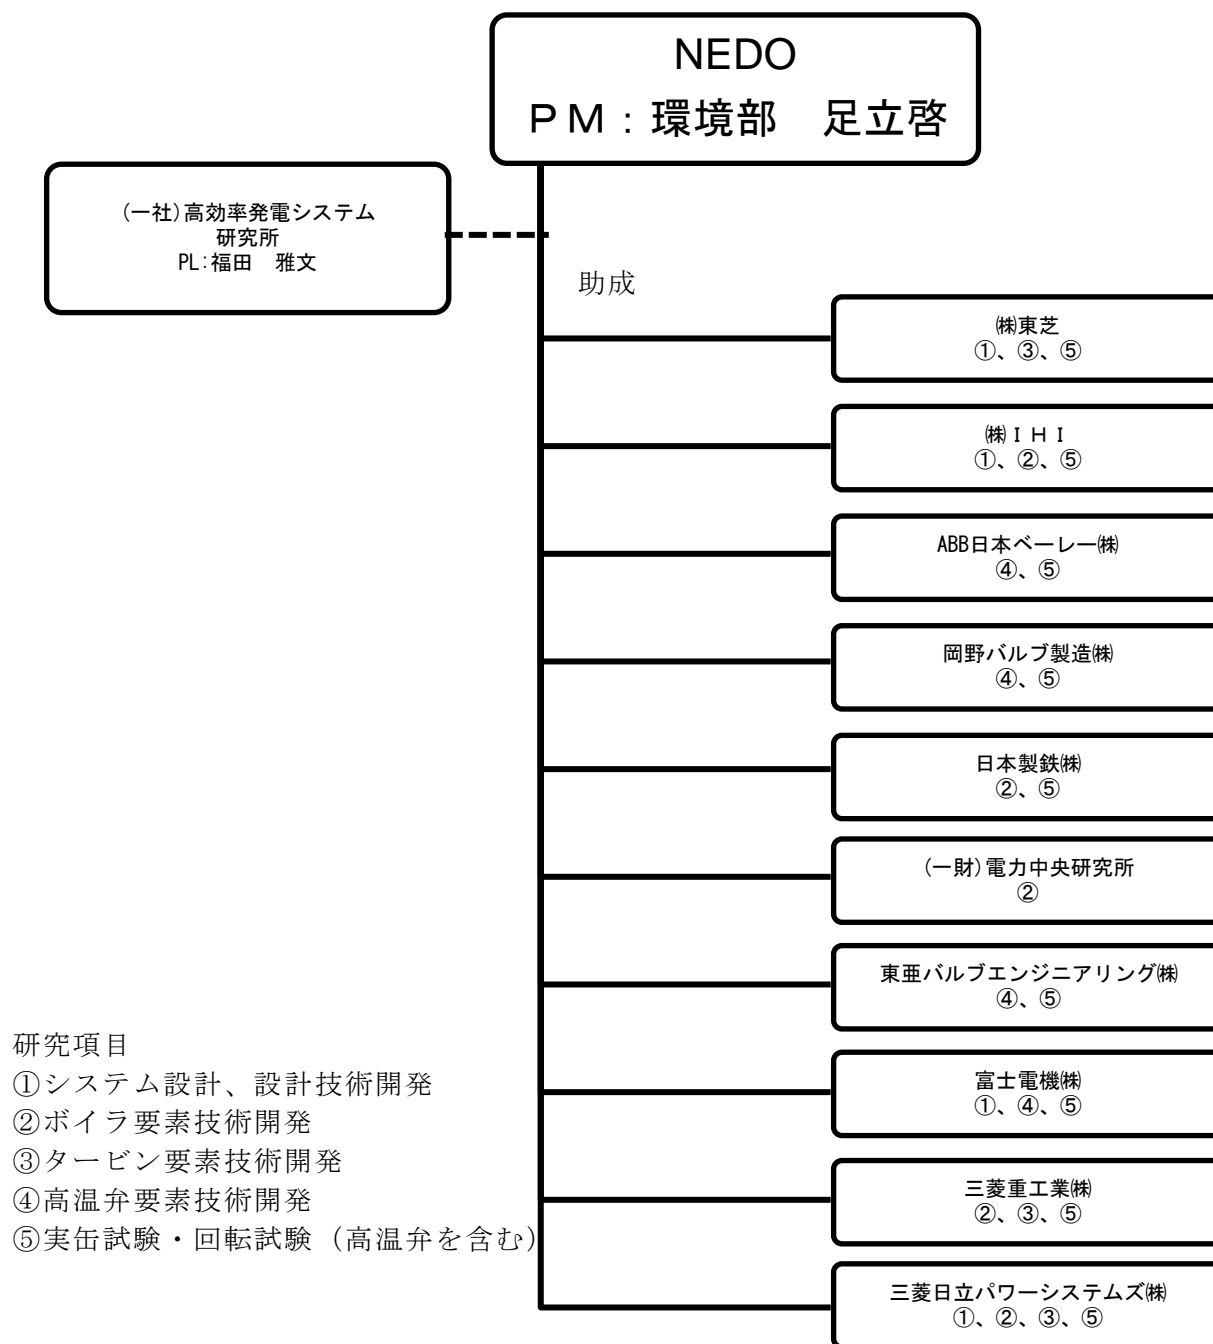 NEDO
ＰＭ：環境部　足立啓
(一社)高効率発電システム
研究所
PL:福田　雅文
助成
㈱東芝
①、③、⑤
㈱ＩＨＩ
①、②、⑤
ABB日本ベーレー㈱
④、⑤
岡野バルブ製造㈱
④、⑤
日本製鉄㈱
②、⑤
(一財)電力中央研究所
②
東亜バルブエンジニアリング㈱
④、⑤
富士電機㈱
①、④、⑤
三菱重工業㈱
②、③、⑤
三菱日立パワーシステムズ㈱
①、②、③、⑤
研究項目
①システム設計、設計技術開発
②ボイラ要素技術開発
③タービン要素技術開発
④高温弁要素技術開発
⑤実缶試験・回転試験（高温弁を含む）